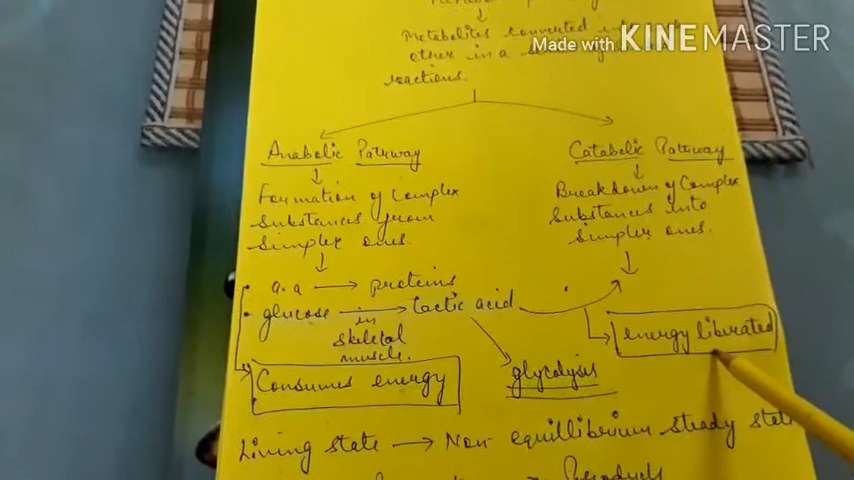 Metabolites converted into
other in a
reactions.
Made with KINEMASTER
Anabolic Pathway
Formation of Complex
Substances from
Simpler ones.
a.a → proteins
glucose → lactic acid
in
skeletal
muscle.
Consumes energy
Catabolic Pathway
Breakdown of Complex
Substances into
Simpler ones.
energy liberated
glycolysis
Living state → Non-equillibrium steady state
Products